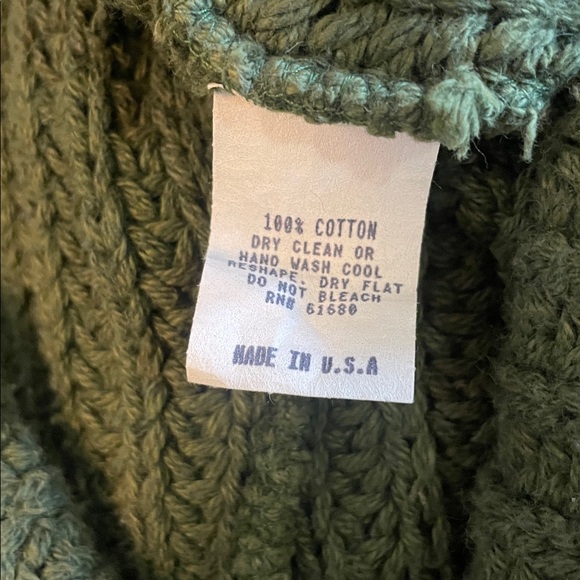 100% COTTON
DRY CLEAN OR
HAND WASH COOL
RESHAPE. DRY FLAT
DO NOT BLEACH
RN# 61680
MADE IN U.S.A